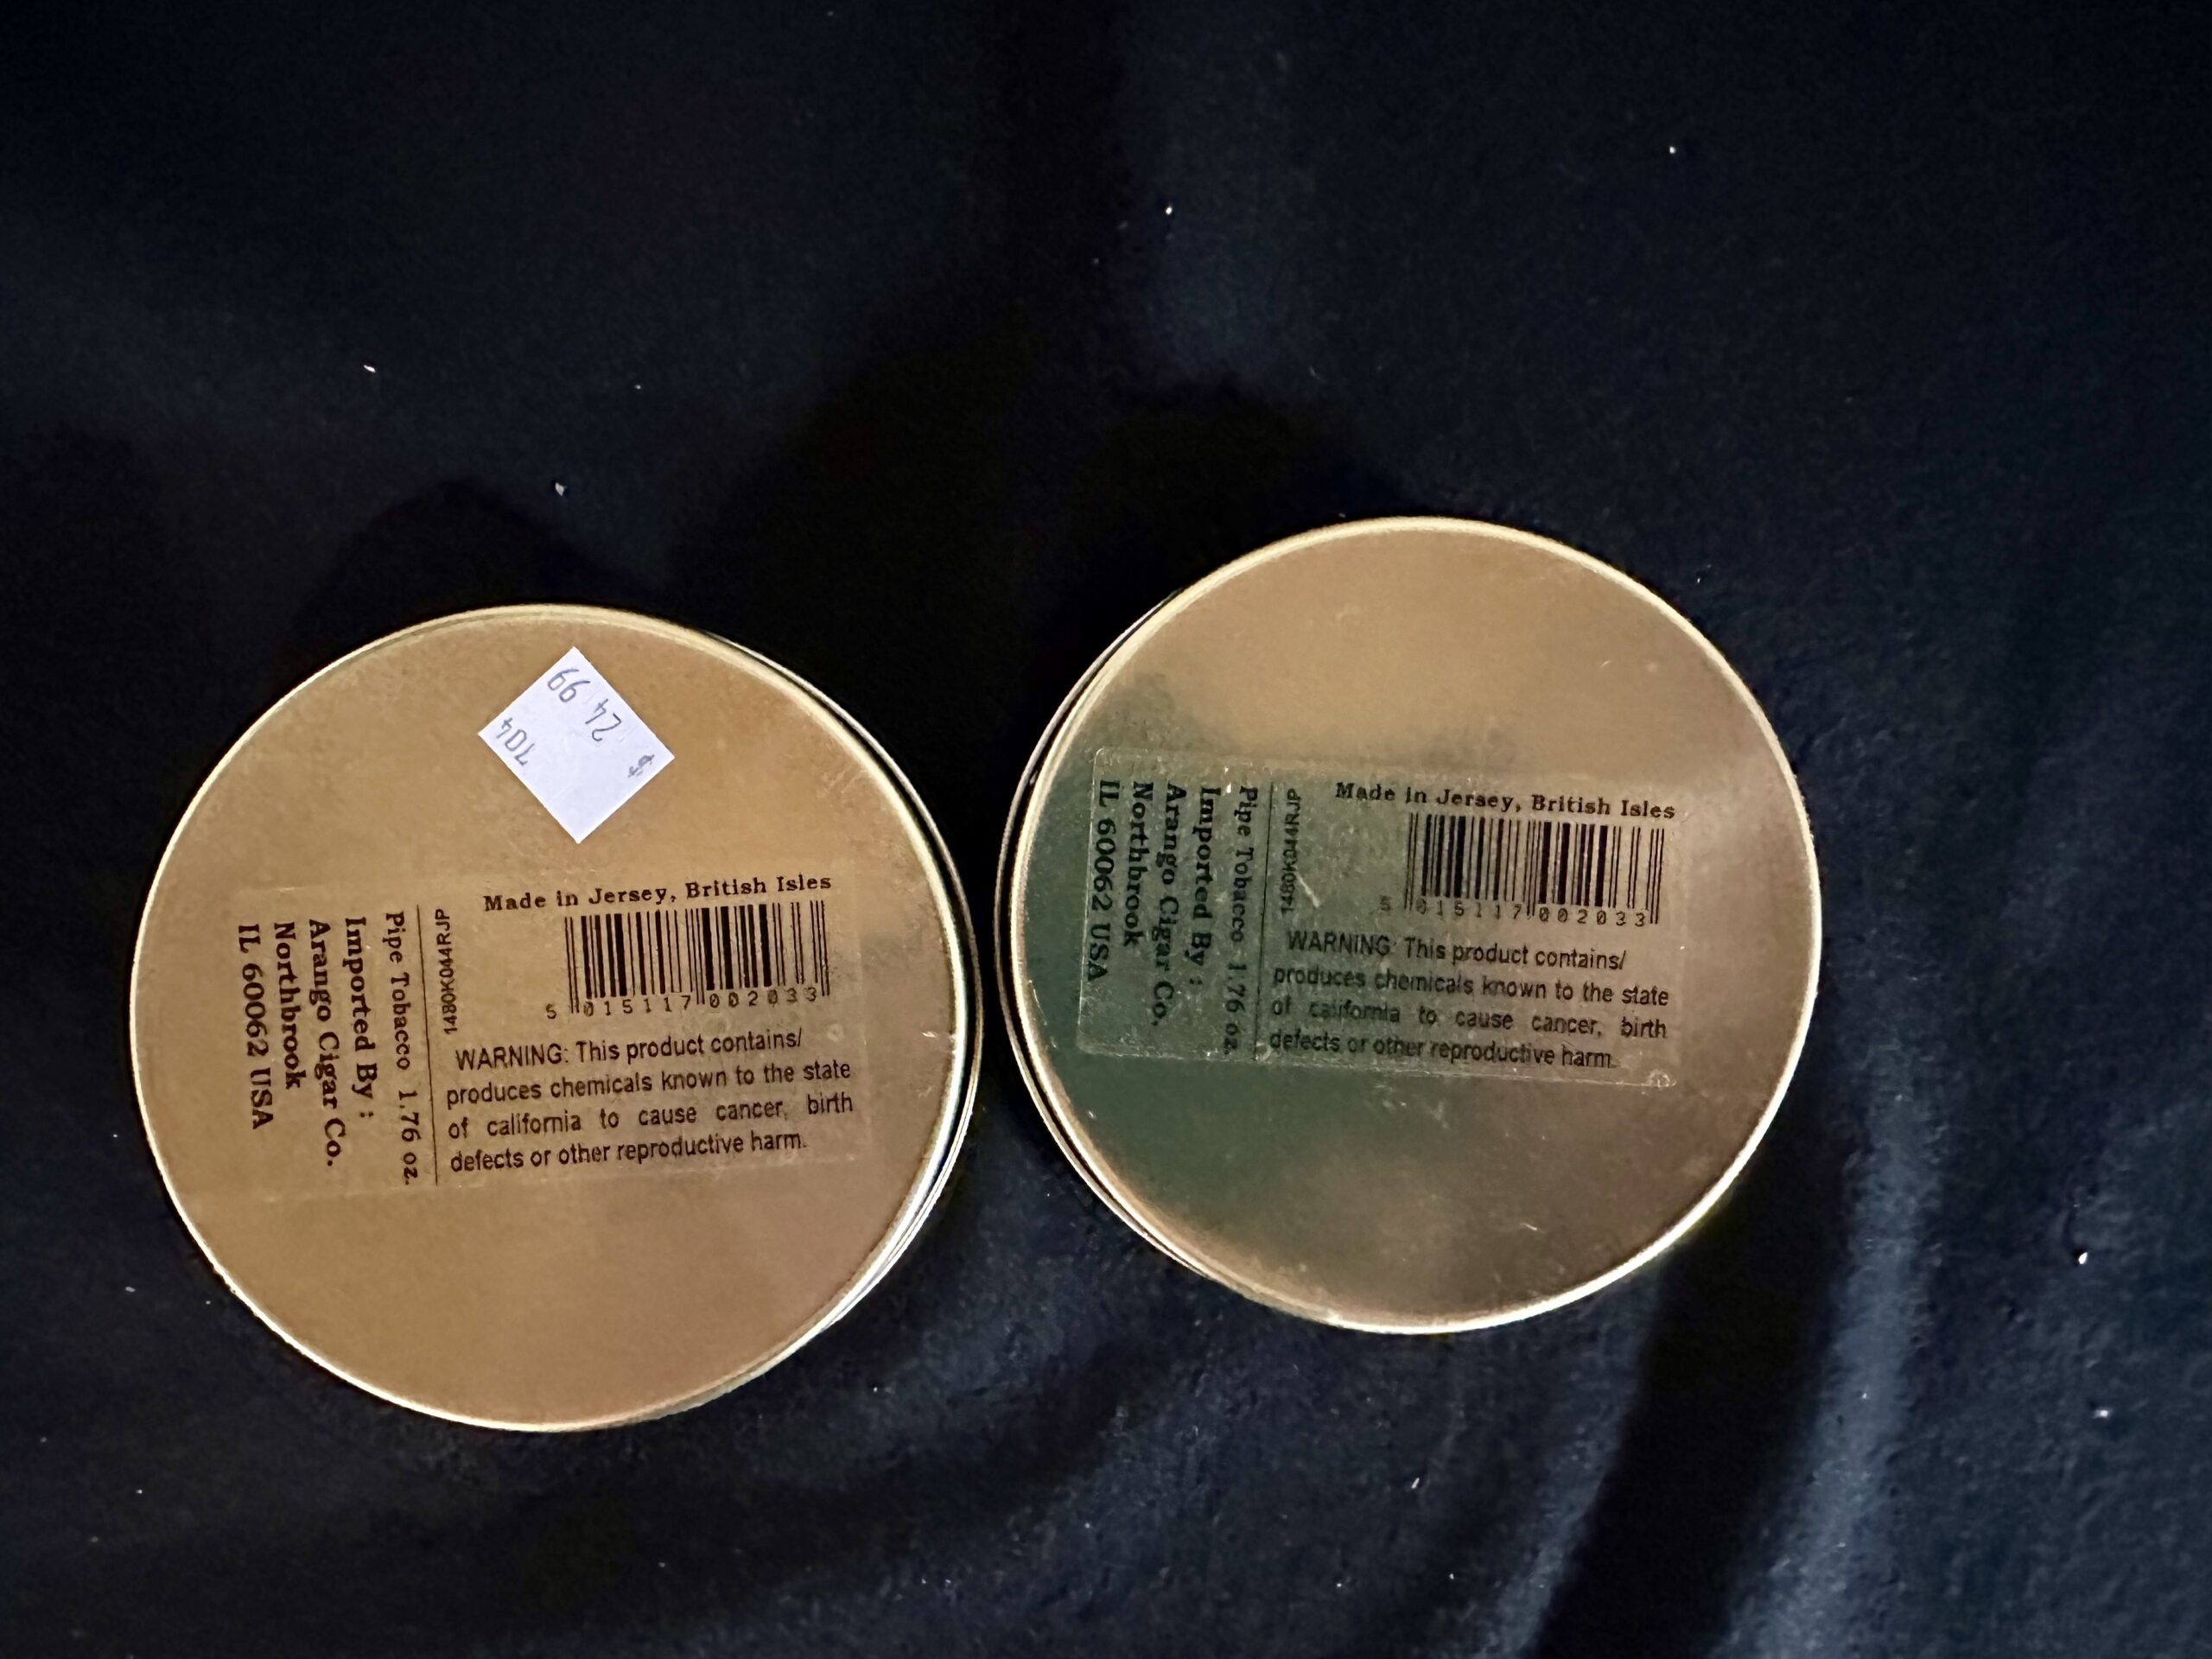 $ 24 99
704
Made in Jersey, British Isles
5 015117 002033
WARNING: This product contains/
produces chemicals known to the state
of california to cause cancer, birth
defects or other reproductive harm.
1480K044RJP
Pipe Tobacco 1.76 oz.
Imported By :
Arango Cigar Co.
Northbrook
IL 60062 USA
Made in Jersey, British Isles
5 015117 002033
WARNING: This product contains/
produces chemicals known to the state
of california to cause cancer, birth
defects or other reproductive harm.
1480K044RJP
Pipe Tobacco 1.76 oz.
Imported By :
Arango Cigar Co.
Northbrook
IL 60062 USA